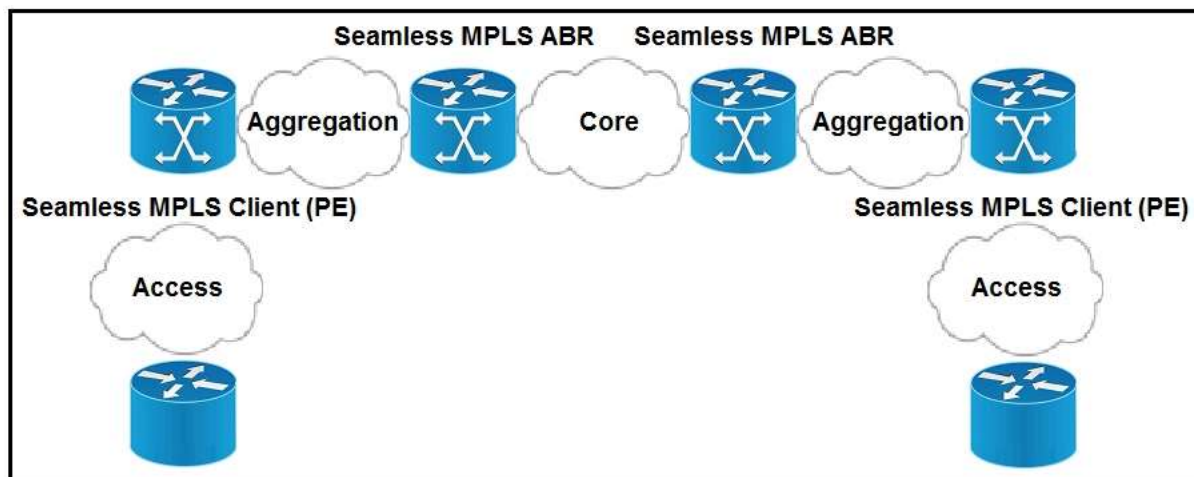 Seamless MPLS ABR Seamless MPLS ABR
Aggregation Core Aggregation
Seamless MPLS Client (PE) Seamless MPLS Client (PE)
Access Access